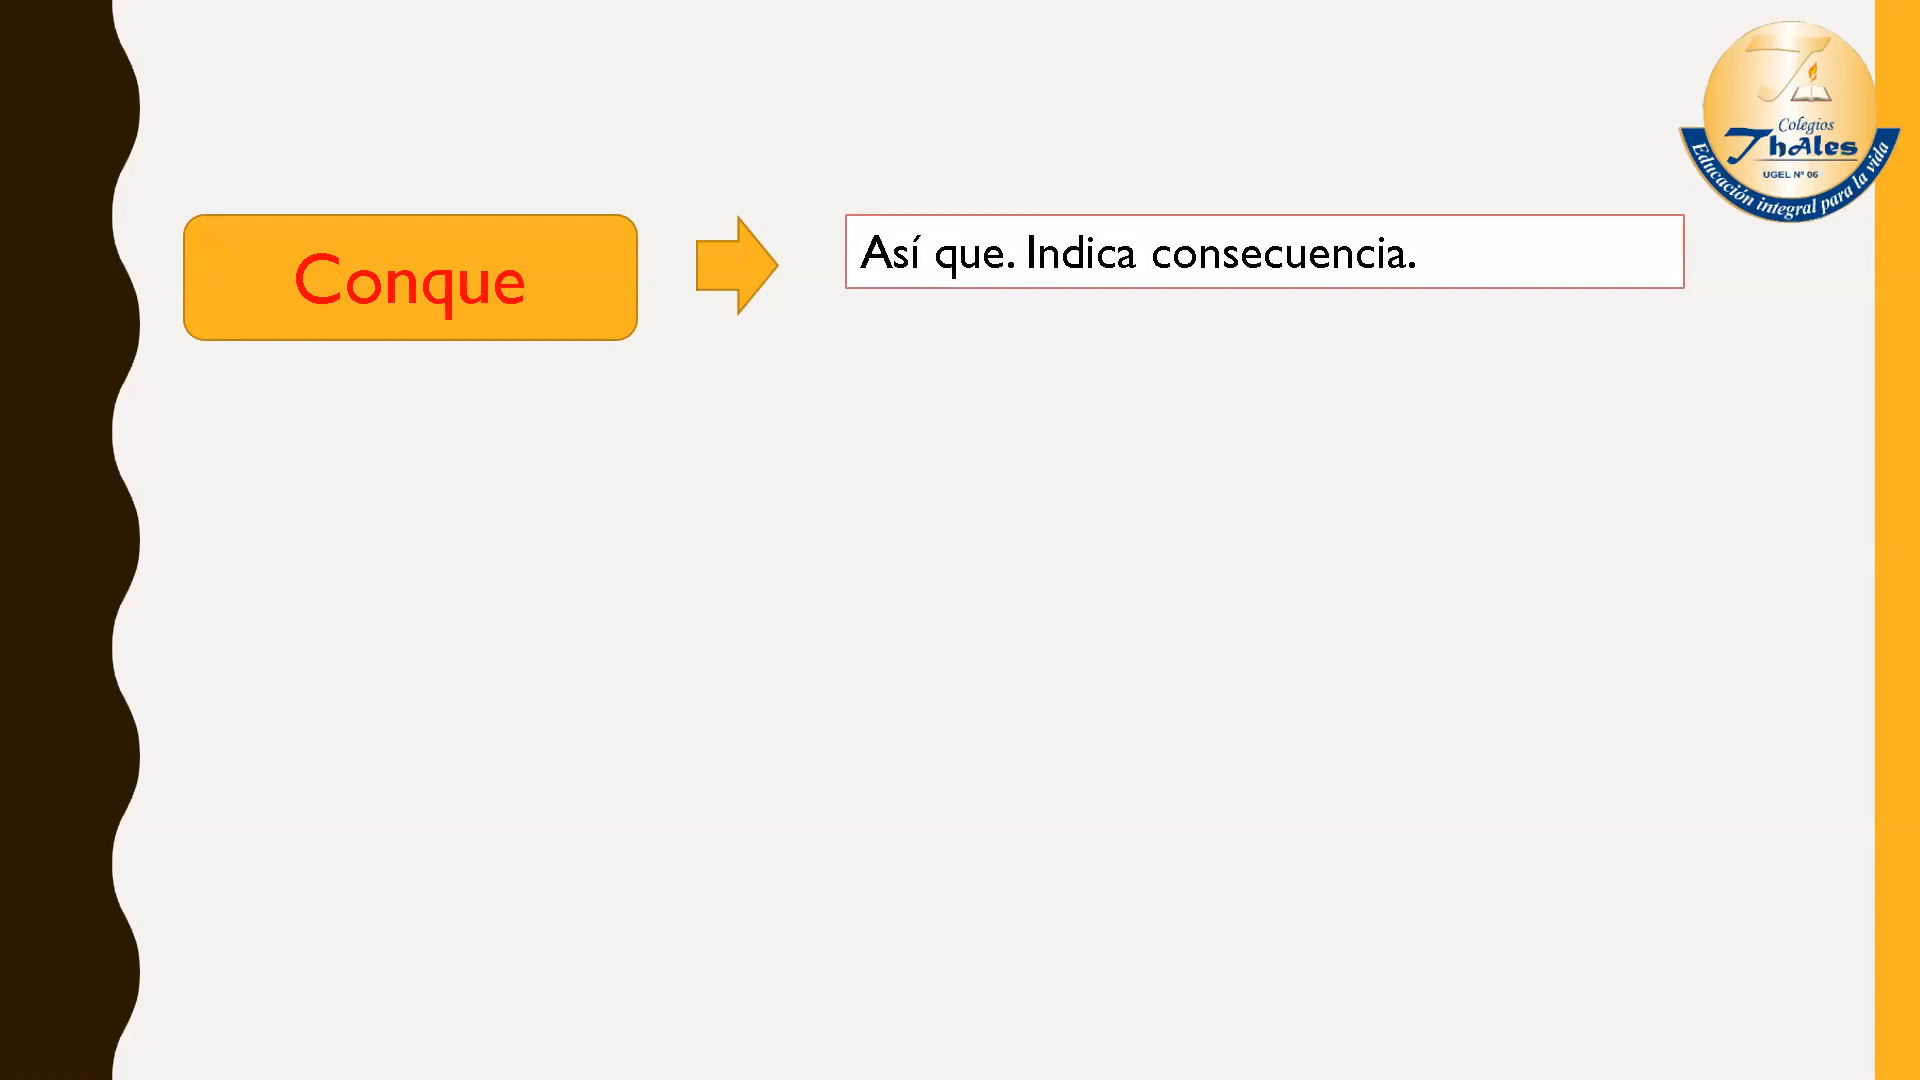 Colegios
Thales
UGEL Nº 06
Educación integral para la vida
Conque
Así que. Indica consecuencia.